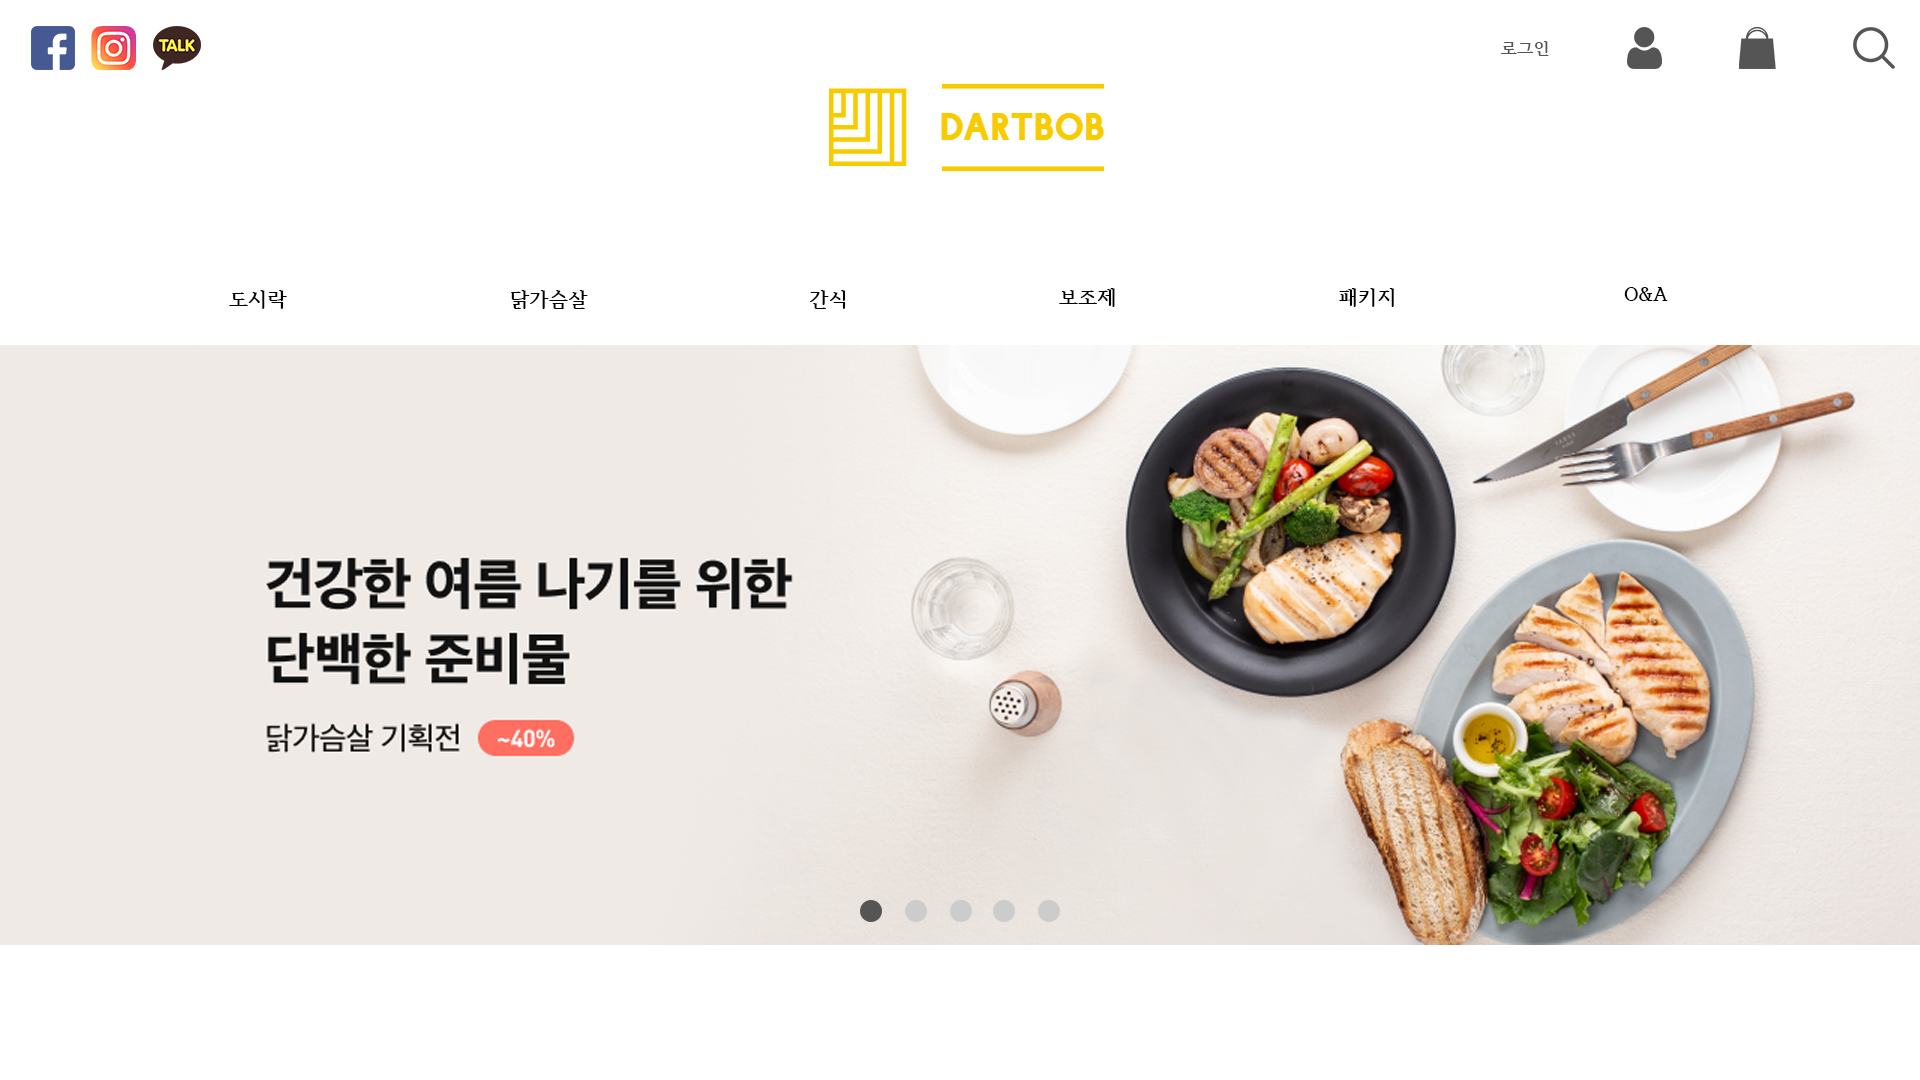 TALK
로그인
DARTBOB
도시락
닭가슴살
간식
보조제
패키지
O&A
건강한 여름 나기를 위한
단백한 준비물
닭가슴살 기획전 ~40%